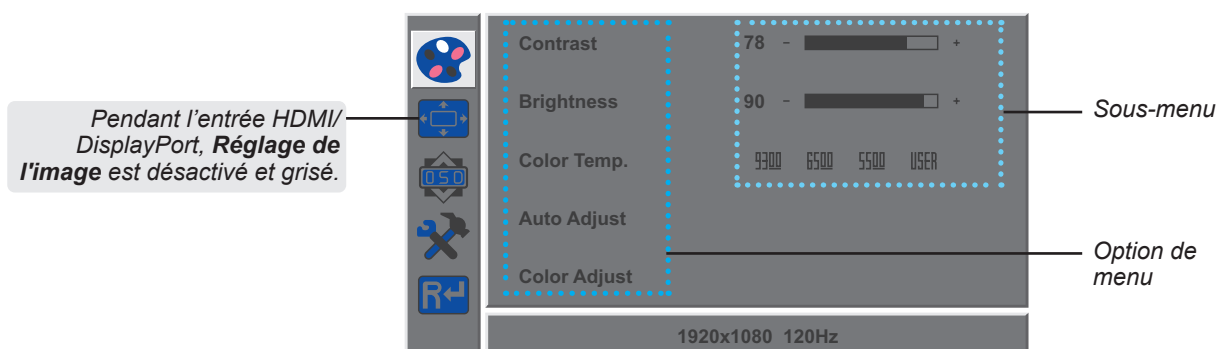 Contrast
78 - +
Brightness
90 - +
Color Temp.
9300 6500 5500 USER
Auto Adjust
Color Adjust
1920x1080 120Hz
OSD
R
Pendant l’entrée HDMI/
DisplayPort, Réglage de
l'image est désactivé et grisé.
Sous-menu
Option de
menu